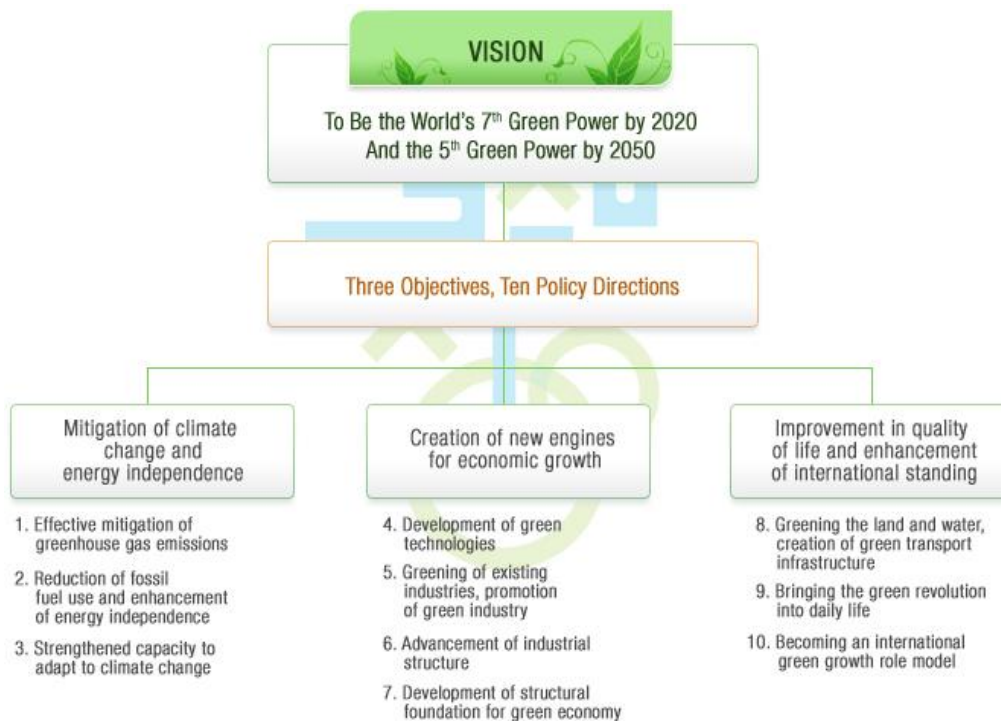 VISION
To Be the World's 7th Green Power by 2020
And the 5th Green Power by 2050
Three Objectives, Ten Policy Directions
Mitigation of climate
change and
energy independence
1. Effective mitigation of
greenhouse gas emissions
2. Reduction of fossil
fuel use and enhancement
of energy independence
3. Strengthened capacity to
adapt to climate change
Creation of new engines
for economic growth
4. Development of green
technologies
5. Greening of existing
industries, promotion
of green industry
6. Advancement of industrial
structure
7. Development of structural
foundation for green economy
Improvement in quality
of life and enhancement
of international standing
8. Greening the land and water,
creation of green transport
infrastructure
9. Bringing the green revolution
into daily life
10. Becoming an international
green growth role model